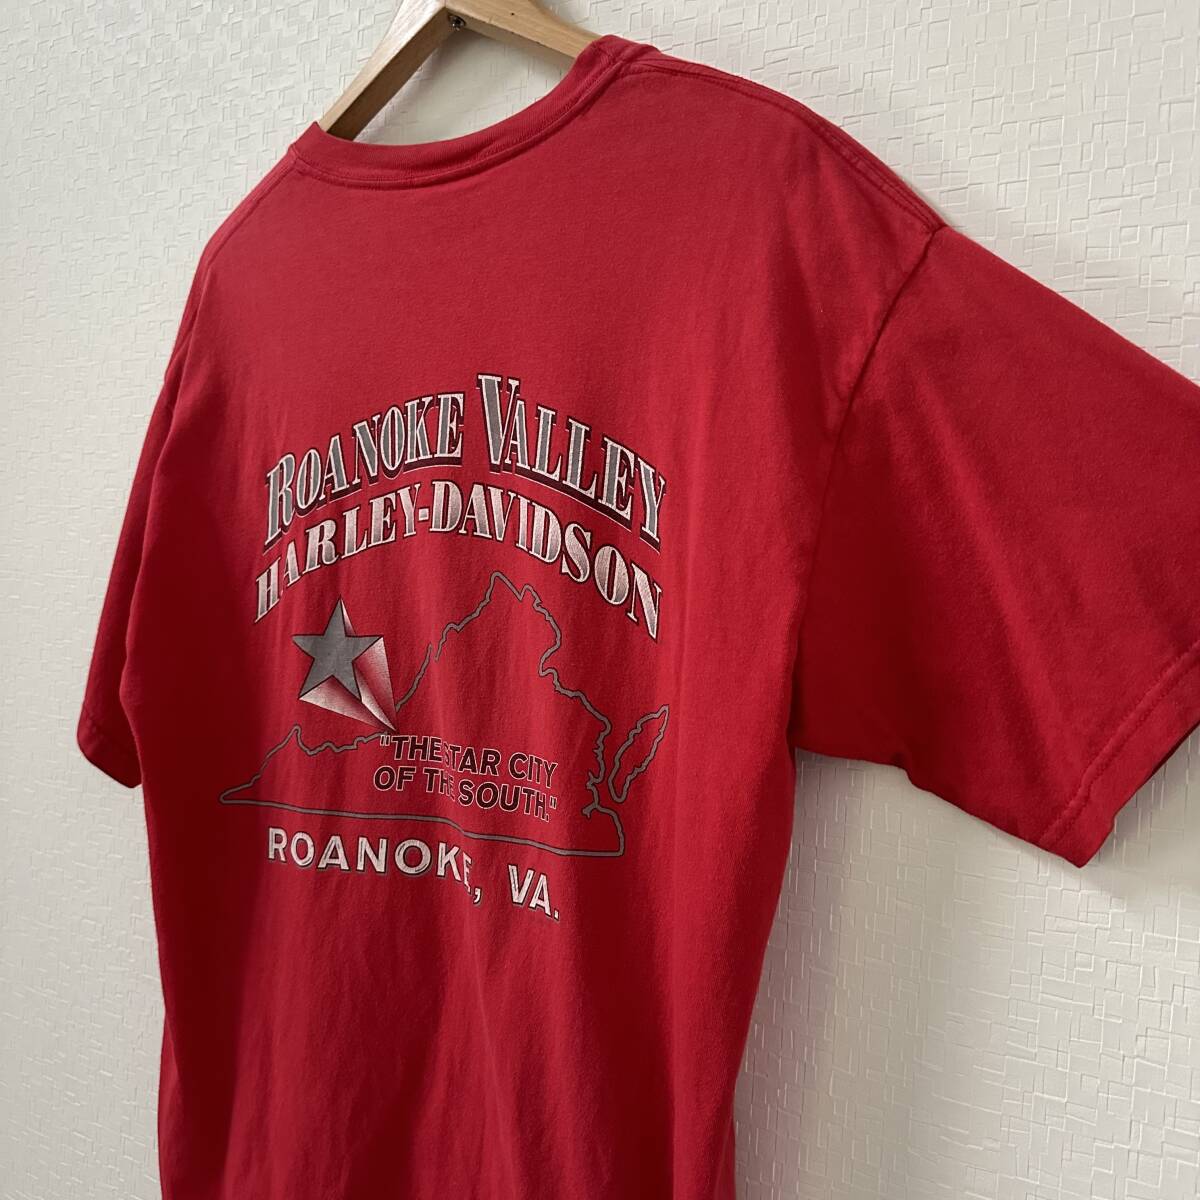 ROANOKE VALLEY
HARLEY-DAVIDSON
"THE STAR CITY
OF THE SOUTH."
ROANOKE, VA.